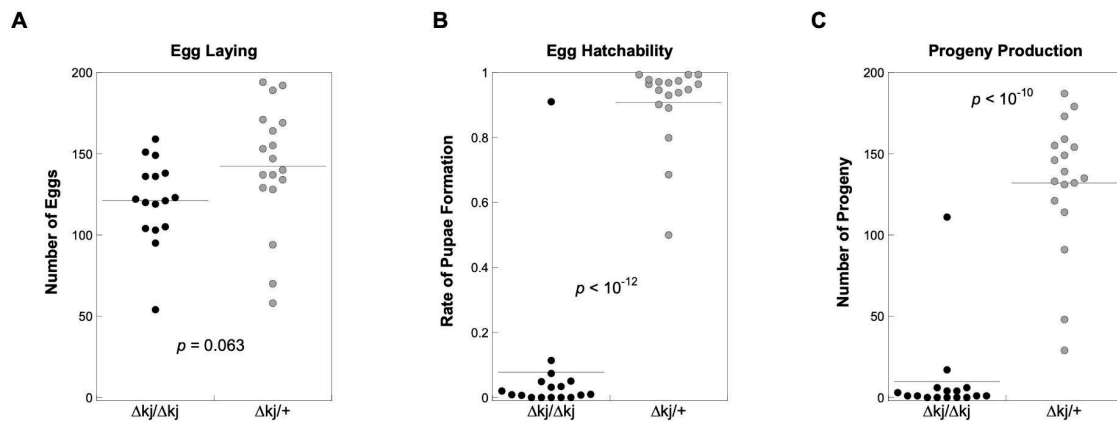 A
Egg Laying
200
150
100
50
0
Number of Eggs
p = 0.063
Δkj/Δkj
Δkj/+
B
Egg Hatchability
1
0.8
0.6
0.4
0.2
0
Rate of Pupae Formation
p < 10⁻¹²
Δkj/Δkj
Δkj/+
C
Progeny Production
200
150
100
50
0
Number of Progeny
p < 10⁻¹⁰
Δkj/Δkj
Δkj/+